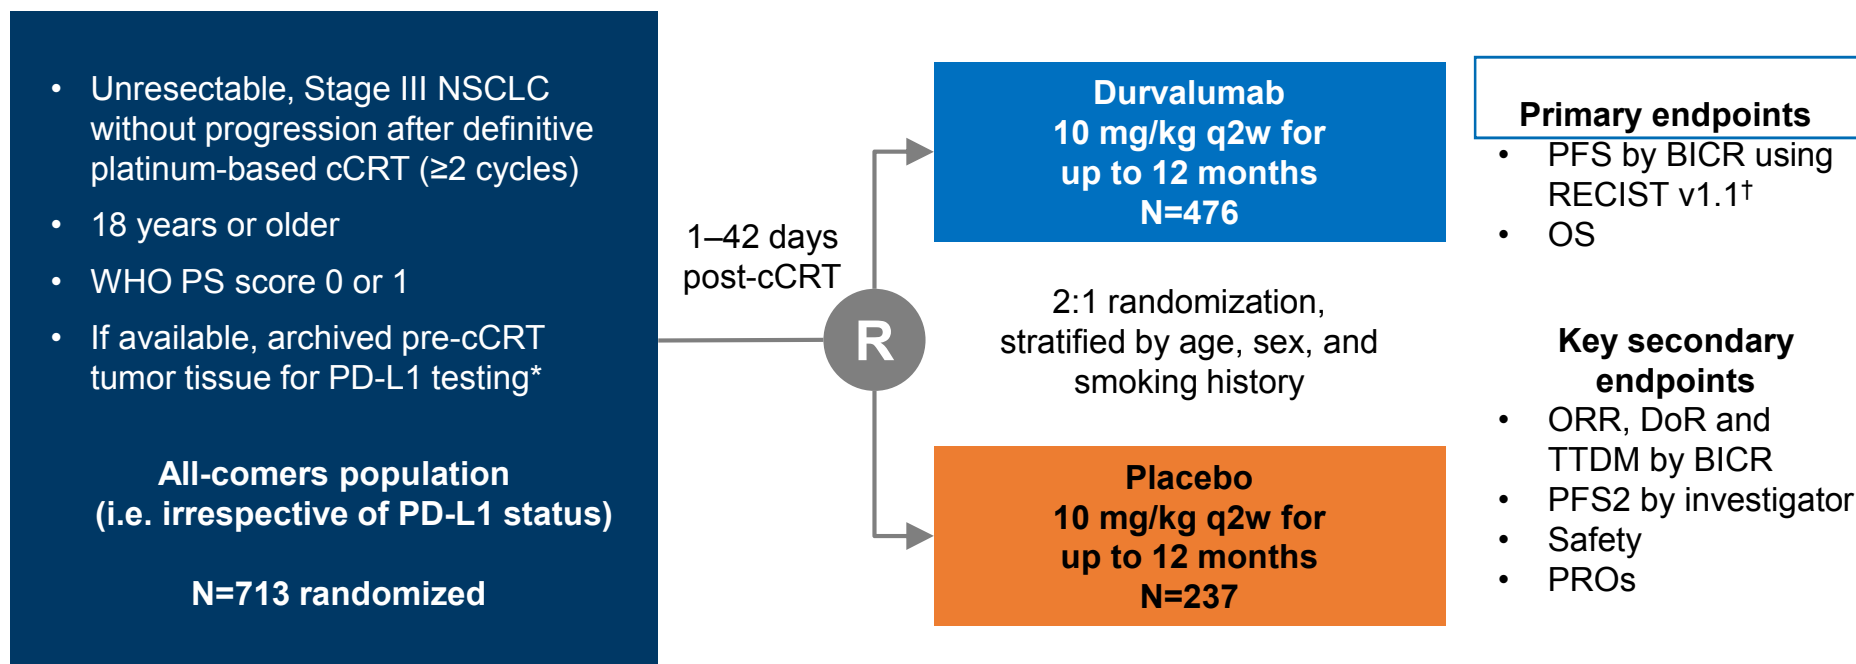 • Unresectable, Stage III NSCLC
without progression after definitive
platinum-based cCRT (≥2 cycles)
• 18 years or older
• WHO PS score 0 or 1
• If available, archived pre-cCRT
tumor tissue for PD-L1 testing*
All-comers population
(i.e. irrespective of PD-L1 status)
N=713 randomized
1–42 days
post-cCRT
R
Durvalumab
10 mg/kg q2w for
up to 12 months
N=476
2:1 randomization,
stratified by age, sex, and
smoking history
Placebo
10 mg/kg q2w for
up to 12 months
N=237
Primary endpoints
• PFS by BICR using
RECIST v1.1†
• OS
Key secondary
endpoints
• ORR, DoR and
TTDM by BICR
• PFS2 by investigator
• Safety
• PROs